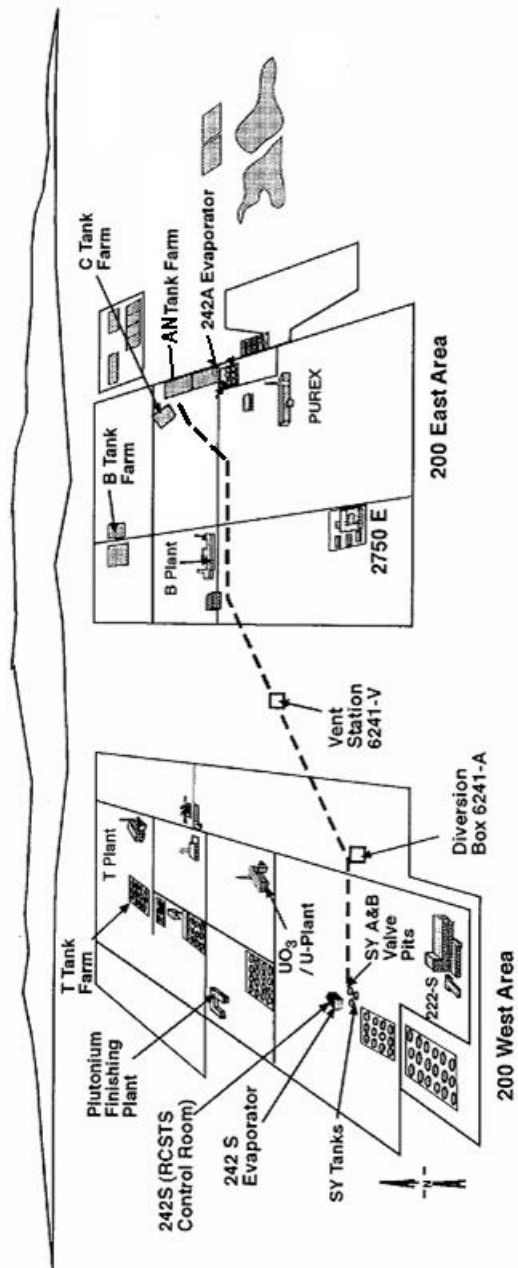 T Tank
Farm
T Plant
Plutonium
Finishing
Plant
242S (RCSTS
Control Room)
242 S
Evaporator
SY Tanks
UO₃
/ U-Plant
SY A&B
Valve
Pits
222-S
200 West Area
N
Diversion
Box 6241-A
Vent
Station
6241-V
B Tank
Farm
C Tank
Farm
AN Tank Farm
242A Evaporator
B Plant
PUREX
2750 E
200 East Area